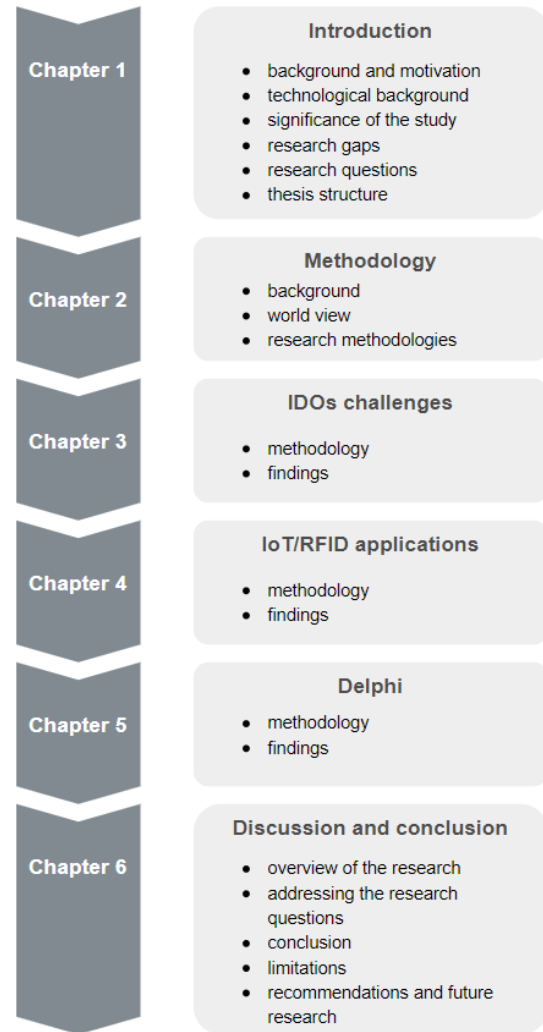 Chapter 1
Introduction
• background and motivation
• technological background
• significance of the study
• research gaps
• research questions
• thesis structure
Chapter 2
Methodology
• background
• world view
• research methodologies
Chapter 3
IDOs challenges
• methodology
• findings
Chapter 4
IoT/RFID applications
• methodology
• findings
Chapter 5
Delphi
• methodology
• findings
Chapter 6
Discussion and conclusion
• overview of the research
• addressing the research
questions
• conclusion
• limitations
• recommendations and future
research